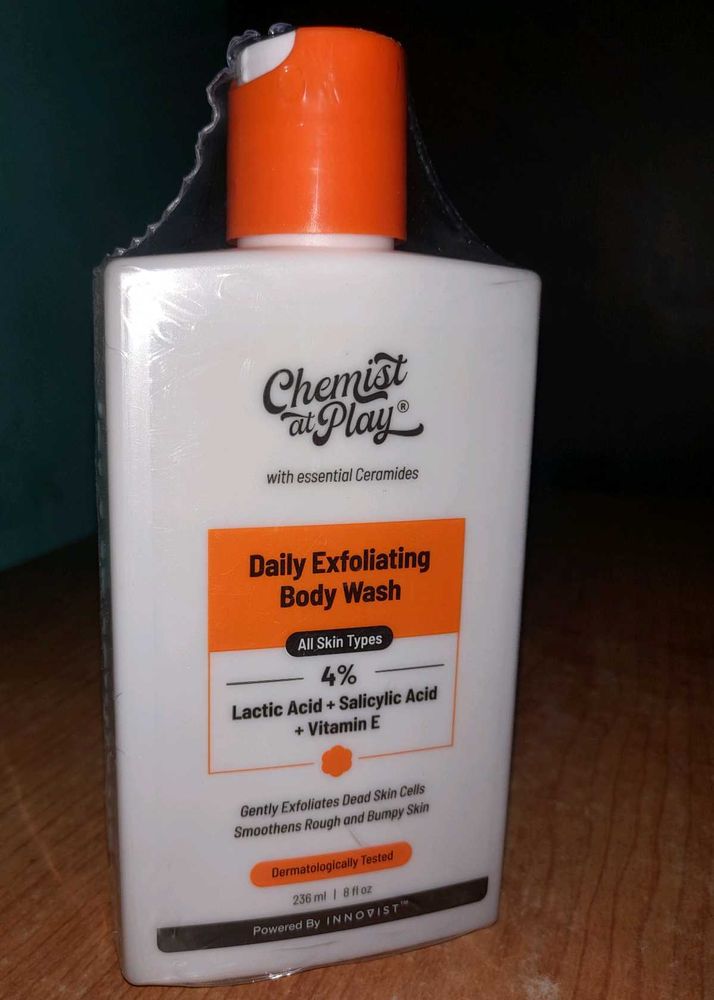 Chemist
at Play®
with essential Ceramides
Daily Exfoliating
Body Wash
All Skin Types
4%
Lactic Acid + Salicylic Acid
+ Vitamin E
Gently Exfoliates Dead Skin Cells
Smoothens Rough and Bumpy Skin
Dermatologically Tested
236 ml | 8 fl oz
Powered By INNOVIST™